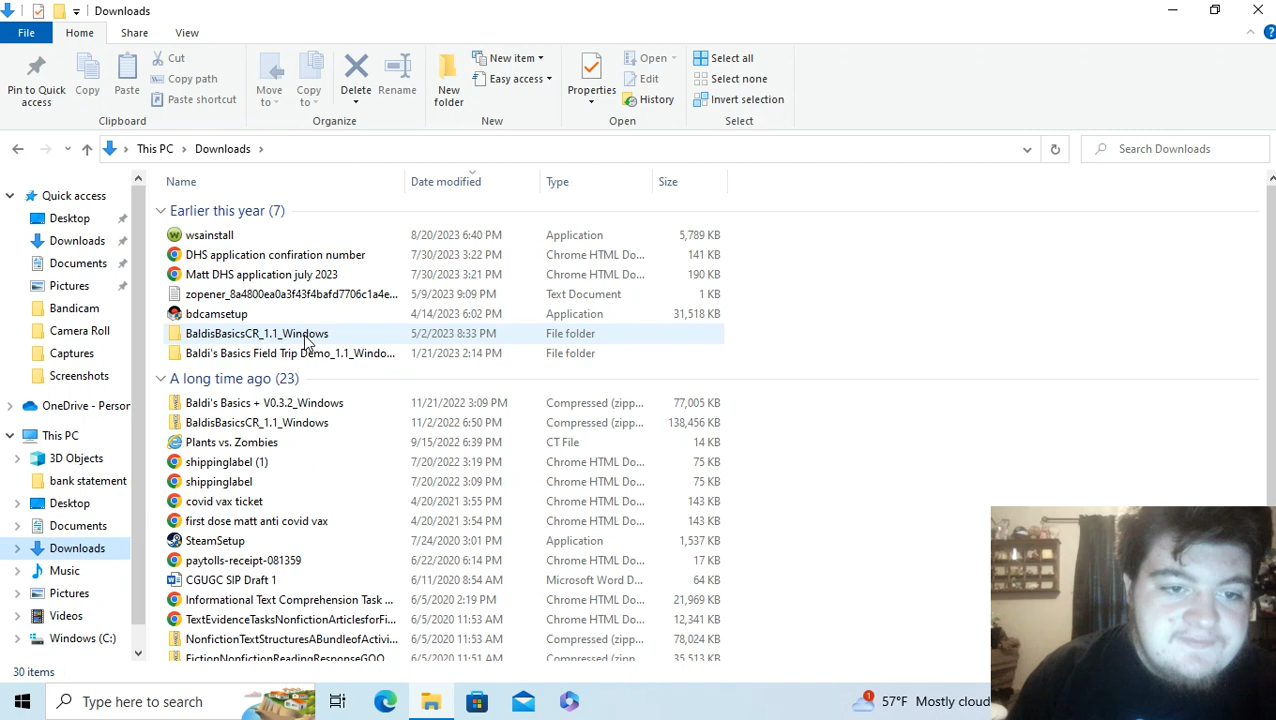 Downloads
File Home Share View
Pin to Quick access
Copy
Paste
Cut
Copy path
Paste shortcut
Clipboard
Move to
Copy to
Delete
Rename
Organize
New folder
New item
Easy access
New
Properties
Open
Edit
History
Open
Select all
Select none
Invert selection
Select
This PC Downloads
Search Downloads
Name Date modified Type Size
Quick access
Desktop
Downloads
Documents
Pictures
Bandicam
Camera Roll
Captures
Screenshots
OneDrive - Person
This PC
3D Objects
bank statement
Desktop
Documents
Downloads
Music
Pictures
Videos
Windows (C:)
Earlier this year (7)
wsainstall 8/20/2023 6:40 PM Application 5,789 KB
DHS application confiration number 7/30/2023 3:22 PM Chrome HTML Do... 141 KB
Matt DHS application july 2023 7/30/2023 3:21 PM Chrome HTML Do... 190 KB
zopener_8a4800ea0a3f43f4bafd7706c1a4e... 5/9/2023 9:09 PM Text Document 1 KB
bdcamsetup 4/14/2023 6:02 PM Application 31,518 KB
BaldisBasicsCR_1.1_Windows 5/2/2023 8:33 PM File folder
Baldi's Basics Field Trip Demo_1.1_Windo... 1/21/2023 2:14 PM File folder
A long time ago (23)
Baldi's Basics + V0.3.2_Windows 11/21/2022 3:09 PM Compressed (zipp... 77,005 KB
BaldisBasicsCR_1.1_Windows 11/2/2022 6:50 PM Compressed (zipp... 138,456 KB
Plants vs. Zombies 9/15/2022 6:39 PM CT File 14 KB
shippinglabel (1) 7/20/2022 3:19 PM Chrome HTML Do... 75 KB
shippinglabel 7/20/2022 3:09 PM Chrome HTML Do... 75 KB
covid vax ticket 4/20/2021 3:55 PM Chrome HTML Do... 143 KB
first dose matt anti covid vax 4/20/2021 3:54 PM Chrome HTML Do... 143 KB
SteamSetup 7/24/2020 3:01 PM Application 1,537 KB
paytolls-receipt-081359 6/22/2020 6:14 PM Chrome HTML Do... 17 KB
CGUGC SIP Draft 1 6/11/2020 8:54 AM Microsoft Word D... 64 KB
Informational Text Comprehension Task ... 6/5/2020 2:19 PM Chrome HTML Do... 21,969 KB
TextEvidenceTasksNonfictionArticlesforFi... 6/5/2020 11:53 AM Chrome HTML Do... 12,341 KB
NonfictionTextStructuresABundleofActivi... 6/5/2020 11:53 AM Compressed (zipp... 78,024 KB
FictionNonfictionReadingResponseGOO... 6/5/2020 11:51 AM Compressed (zipp... 35,513 KB
30 items
Type here to search
1
57°F Mostly cloudy